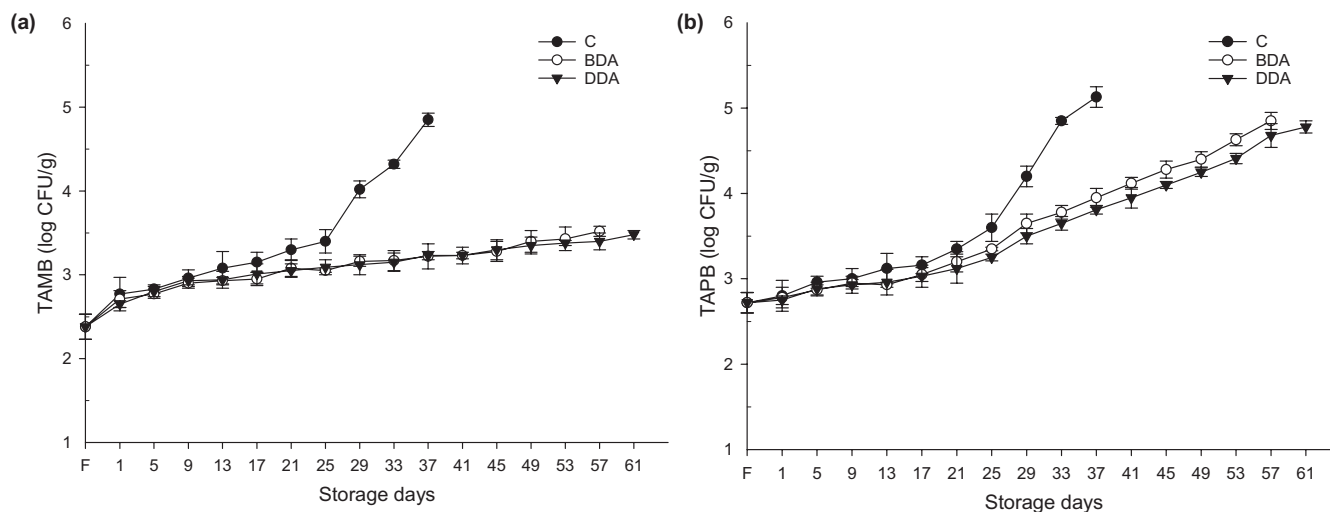 (a)
6
5
4
3
2
1
TAMB (log CFU/g)
C
BDA
DDA
F 1 5 9 13 17 21 25 29 33 37 41 45 49 53 57 61
Storage days
(b)
6
5
4
3
2
1
TAPB (log CFU/g)
C
BDA
DDA
F 1 5 9 13 17 21 25 29 33 37 41 45 49 53 57 61
Storage days